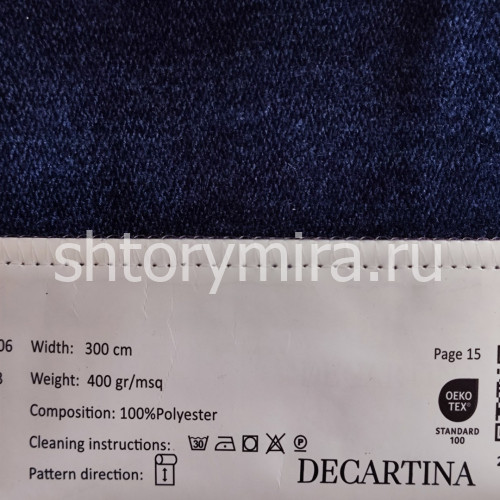 shtorymira.ru
06 Width: 300 cm Page 15
Weight: 400 gr/msq
OEKO
TEX®
Composition: 100%Polyester
STANDARD
100
Cleaning instructions: 30
Pattern direction:
DECARTINA